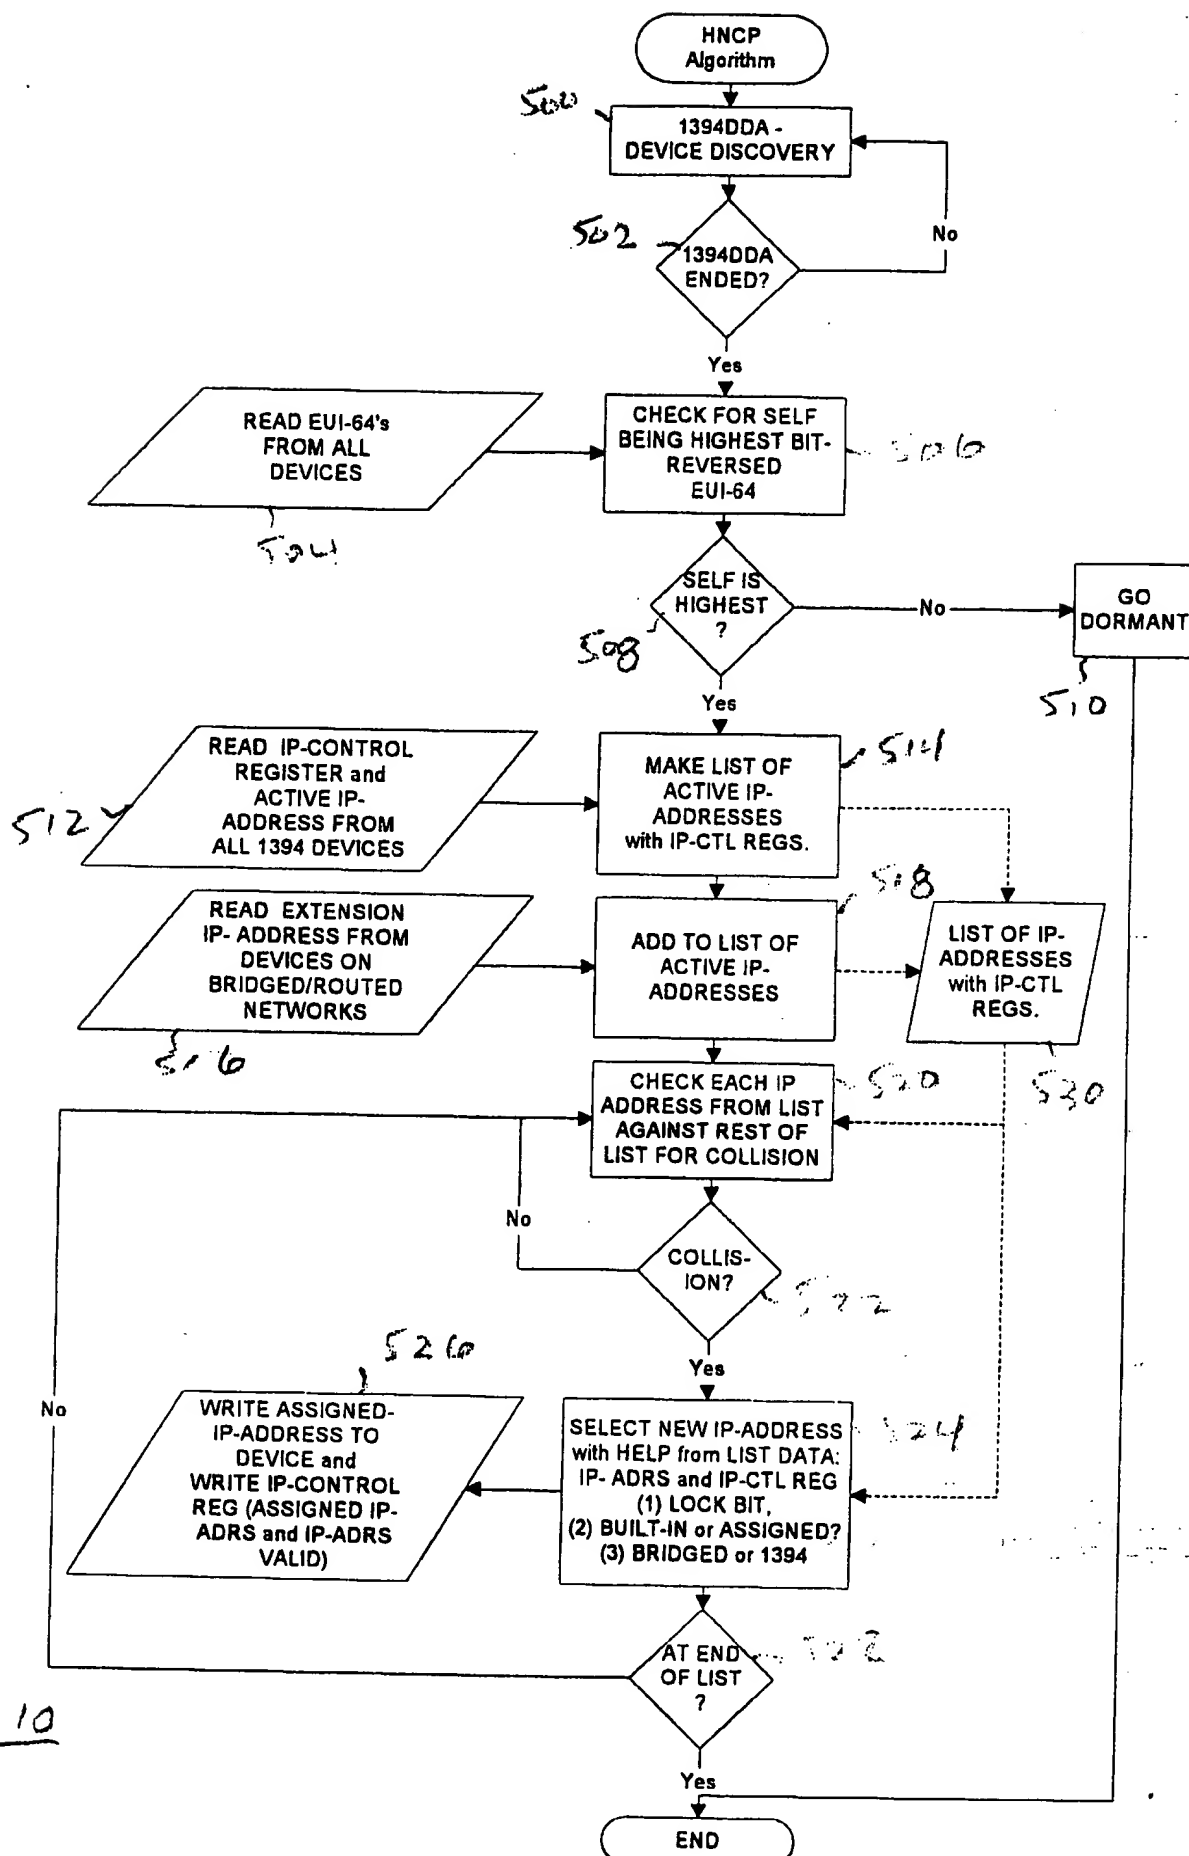 HNCP
Algorithm
500
1394DDA -
DEVICE DISCOVERY
502
1394DDA
ENDED?
No
Yes
READ EUI-64's
FROM ALL
DEVICES
504
CHECK FOR SELF
BEING HIGHEST BIT-
REVERSED
EUI-64
506
SELF IS
HIGHEST
?
508
No
GO
DORMANT
510
Yes
READ IP-CONTROL
REGISTER and
ACTIVE IP-
ADDRESS FROM
ALL 1394 DEVICES
512
MAKE LIST OF
ACTIVE IP-
ADDRESSES
with IP-CTL REGS.
514
READ EXTENSION
IP- ADDRESS FROM
DEVICES ON
BRIDGED/ROUTED
NETWORKS
516
ADD TO LIST OF
ACTIVE IP-
ADDRESSES
518
LIST OF IP-
ADDRESSES
with IP-CTL
REGS.
530
CHECK EACH IP
ADDRESS FROM LIST
AGAINST REST OF
LIST FOR COLLISION
520
No
COLLIS-
ION?
522
Yes
526
WRITE ASSIGNED-
IP-ADDRESS TO
DEVICE and
WRITE IP-CONTROL
REG (ASSIGNED IP-
ADRS and IP-ADRS
VALID)
SELECT NEW IP-ADDRESS
with HELP from LIST DATA:
IP- ADRS and IP-CTL REG
(1) LOCK BIT,
(2) BUILT-IN or ASSIGNED?
(3) BRIDGED or 1394
524
No
AT END
OF LIST
?
10
Yes
END